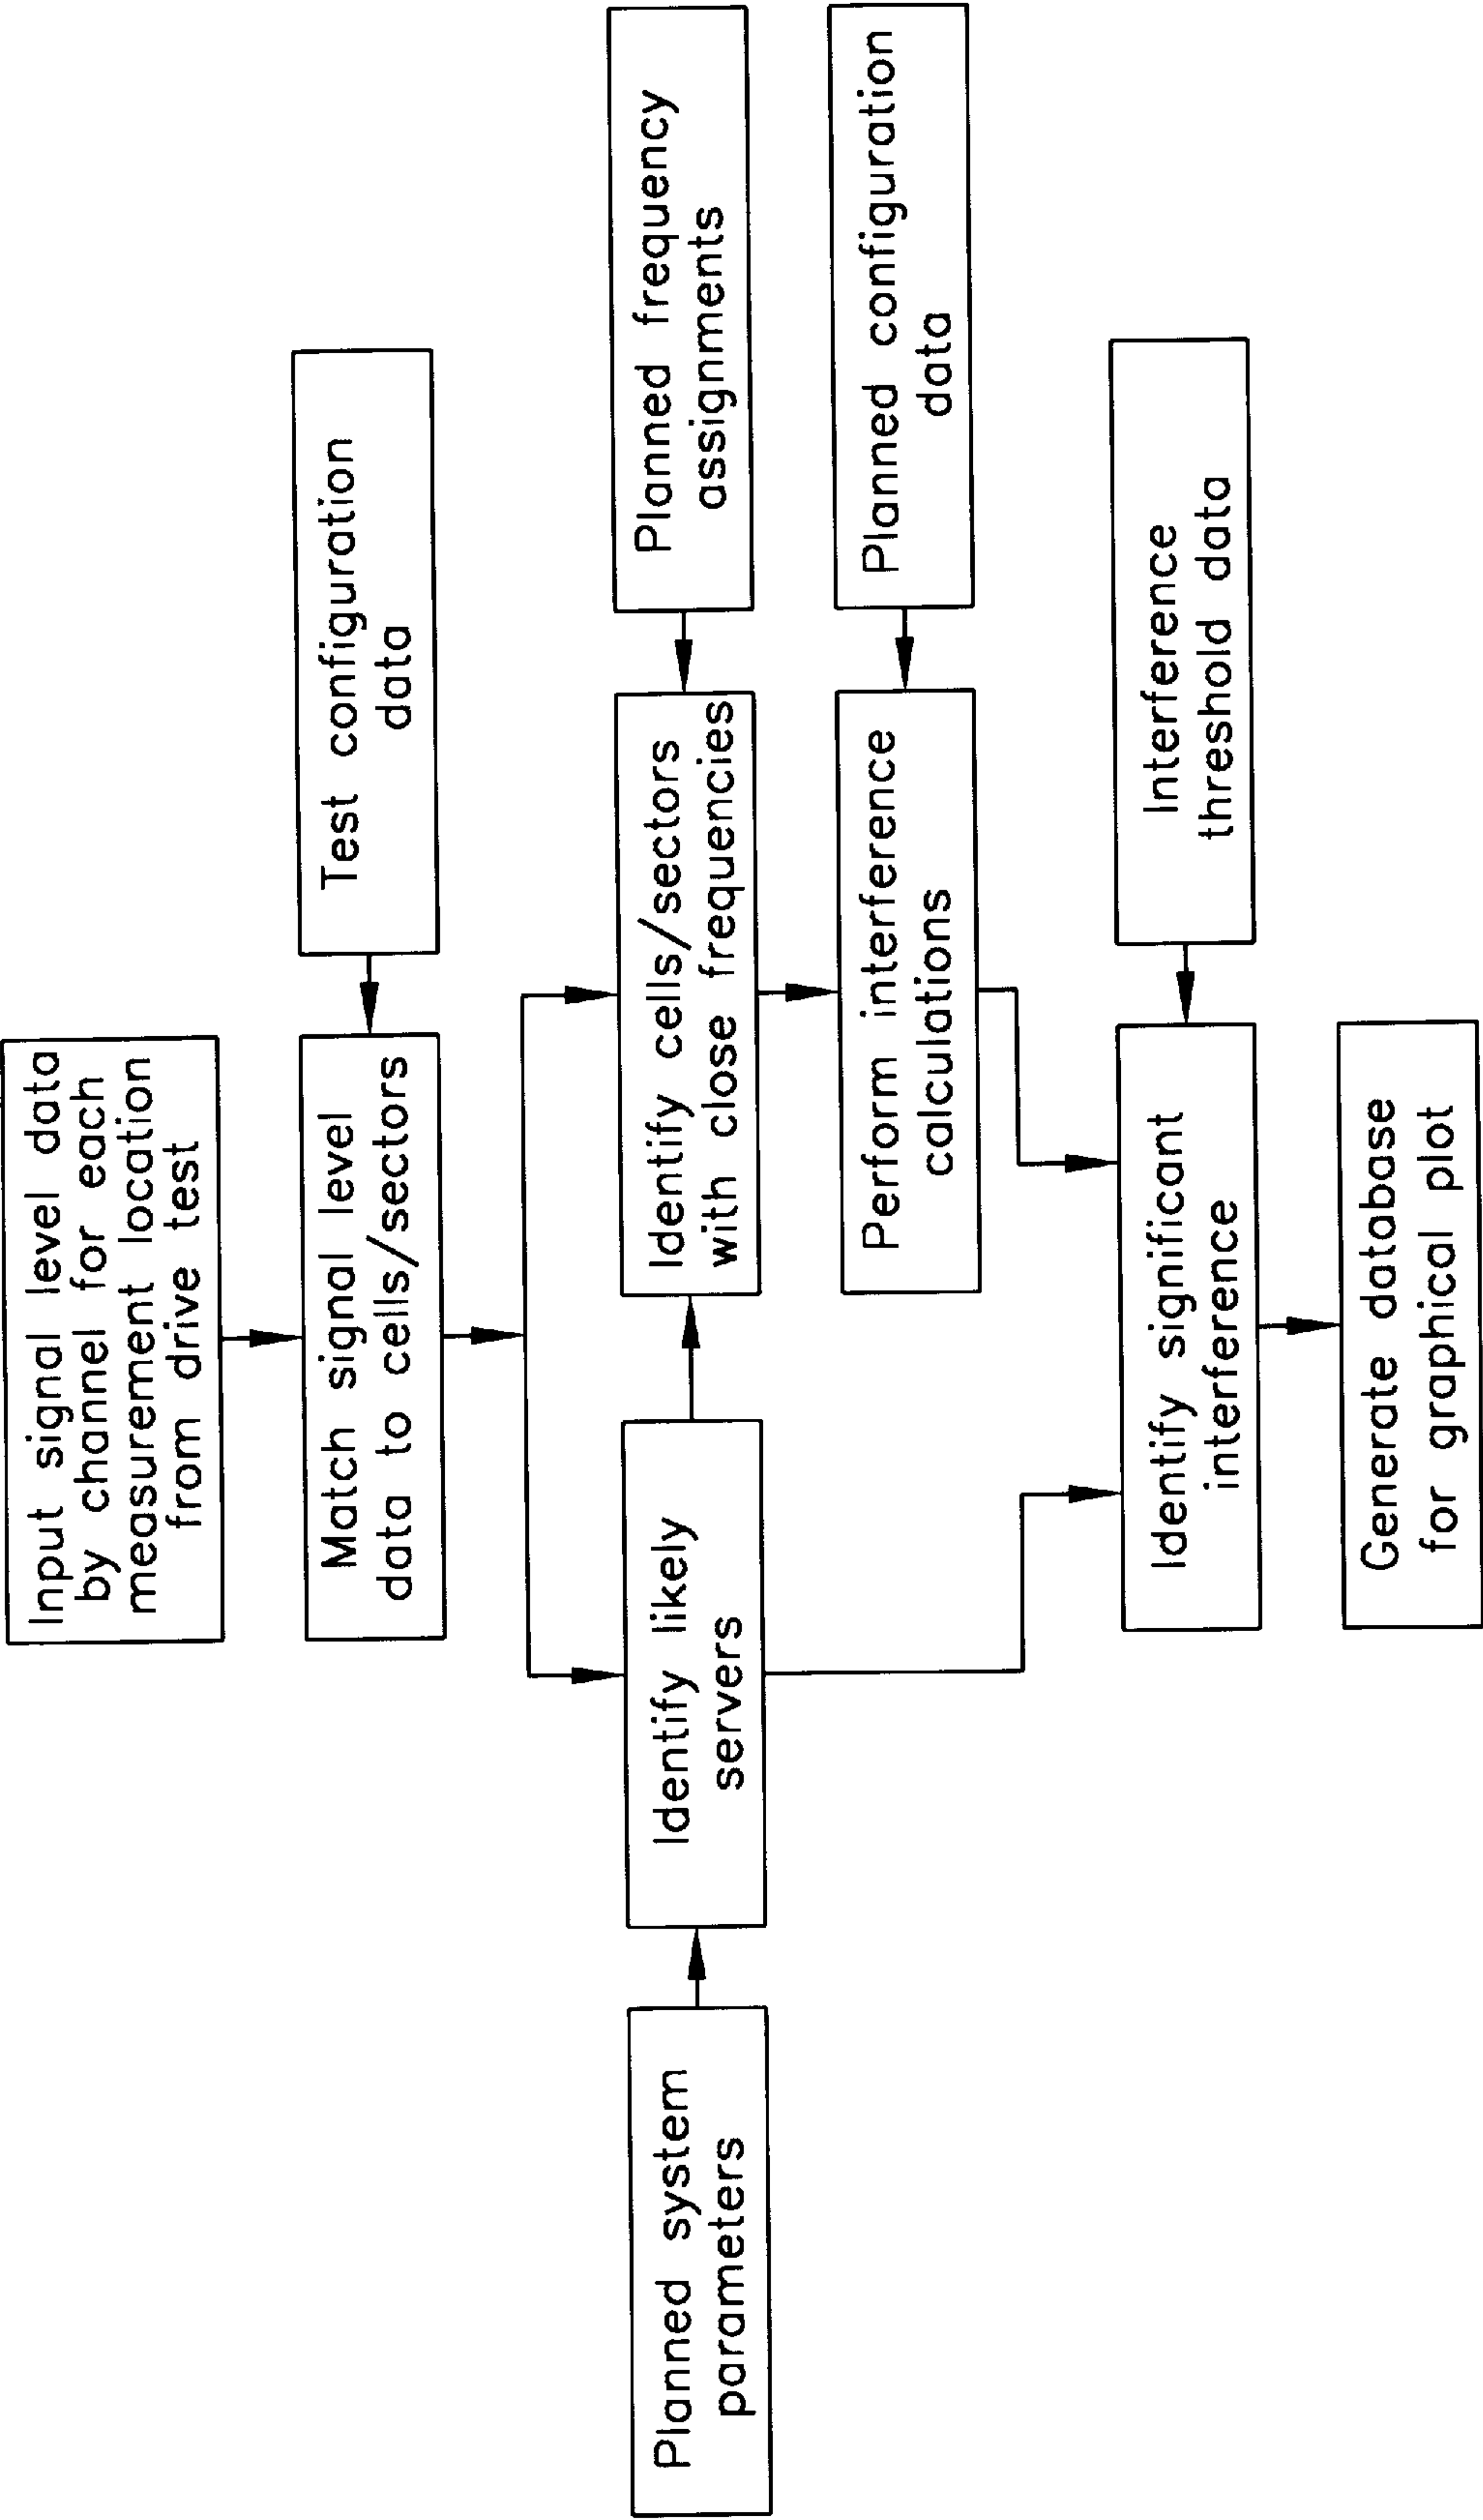 Input signal level data
by channel for each
measurement location
from drive test
Match signal level
data to cells/sectors
Test configuration
data
Planned system
parameters
Identify likely
servers
Identify cells/sectors
with close frequencies
Planned frequency
assignments
Perform interference
calculations
Planned configuration
data
Identify significant
interference
Interference
threshold data
Generate database
for graphical plot